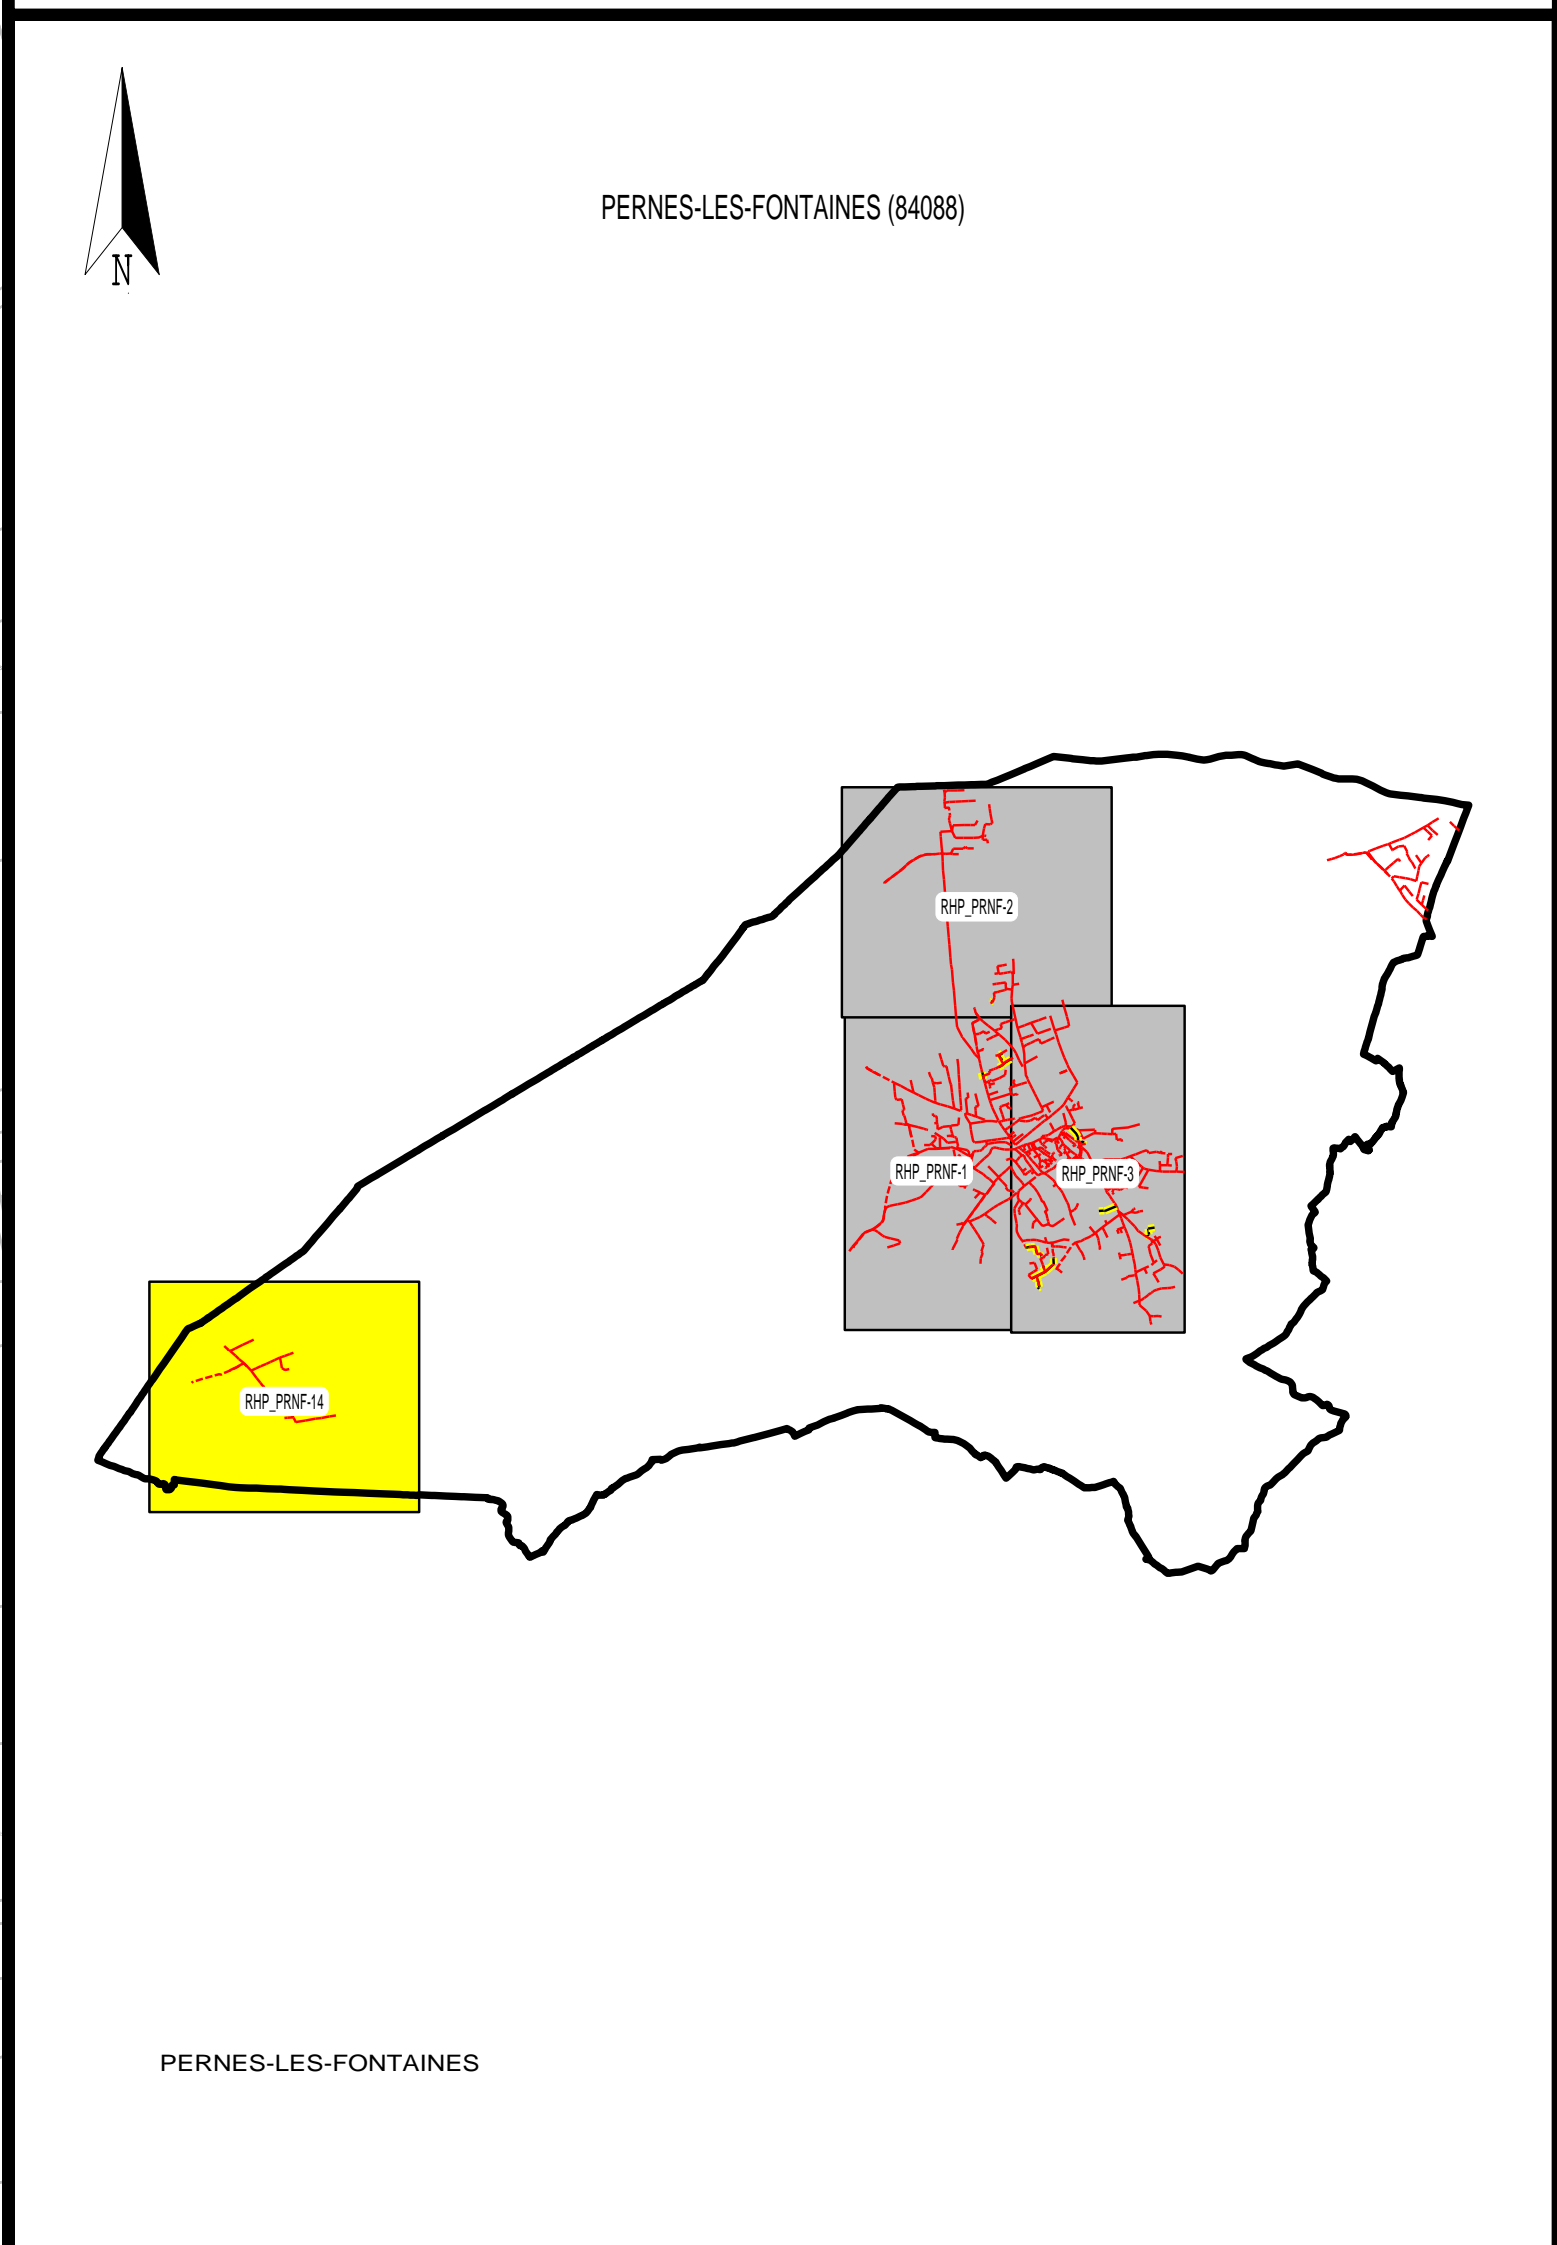 N
PERNES-LES-FONTAINES (84088)
RHP_PRNF-2
RHP_PRNF-1
RHP_PRNF-3
RHP_PRNF-14
PERNES-LES-FONTAINES